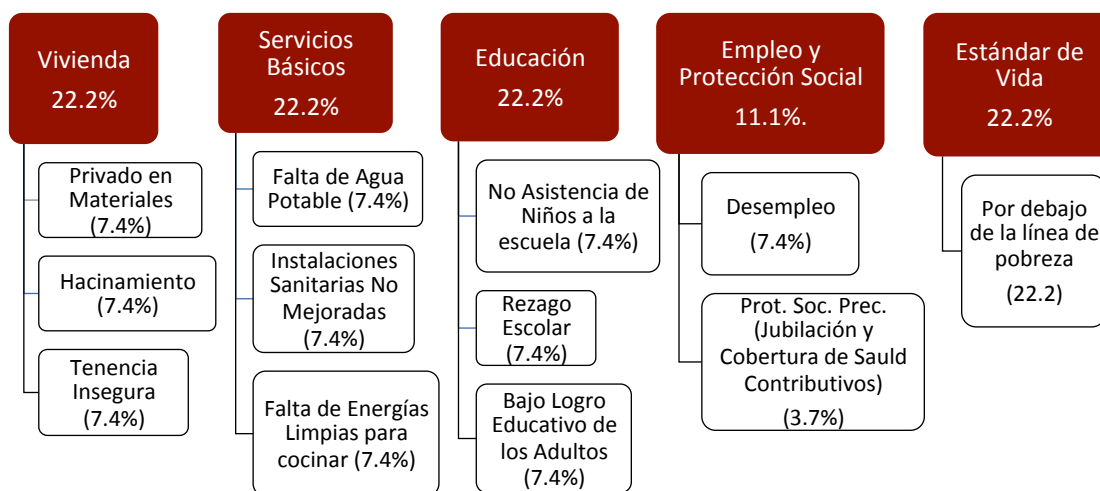 Vivienda
22.2%
Privado en
Materiales
(7.4%)
Hacinamiento
(7.4%)
Tenencia
Insegura
(7.4%)
Servicios
Básicos
22.2%
Falta de Agua
Potable (7.4%)
Instalaciones
Sanitarias No
Mejoradas
(7.4%)
Falta de Energías
Limpias para
cocinar (7.4%)
Educación
22.2%
No Asistencia de
Niños a la
escuela (7.4%)
Rezago
Escolar
(7.4%)
Bajo Logro
Educativo de
los Adultos
(7.4%)
Empleo y
Protección Social
11.1%.
Desempleo
(7.4%)
Prot. Soc. Prec.
(Jubilación y
Cobertura de Sauld
Contributivos)
(3.7%)
Estándar de
Vida
22.2%
Por debajo
de la línea de
pobreza
(22.2)